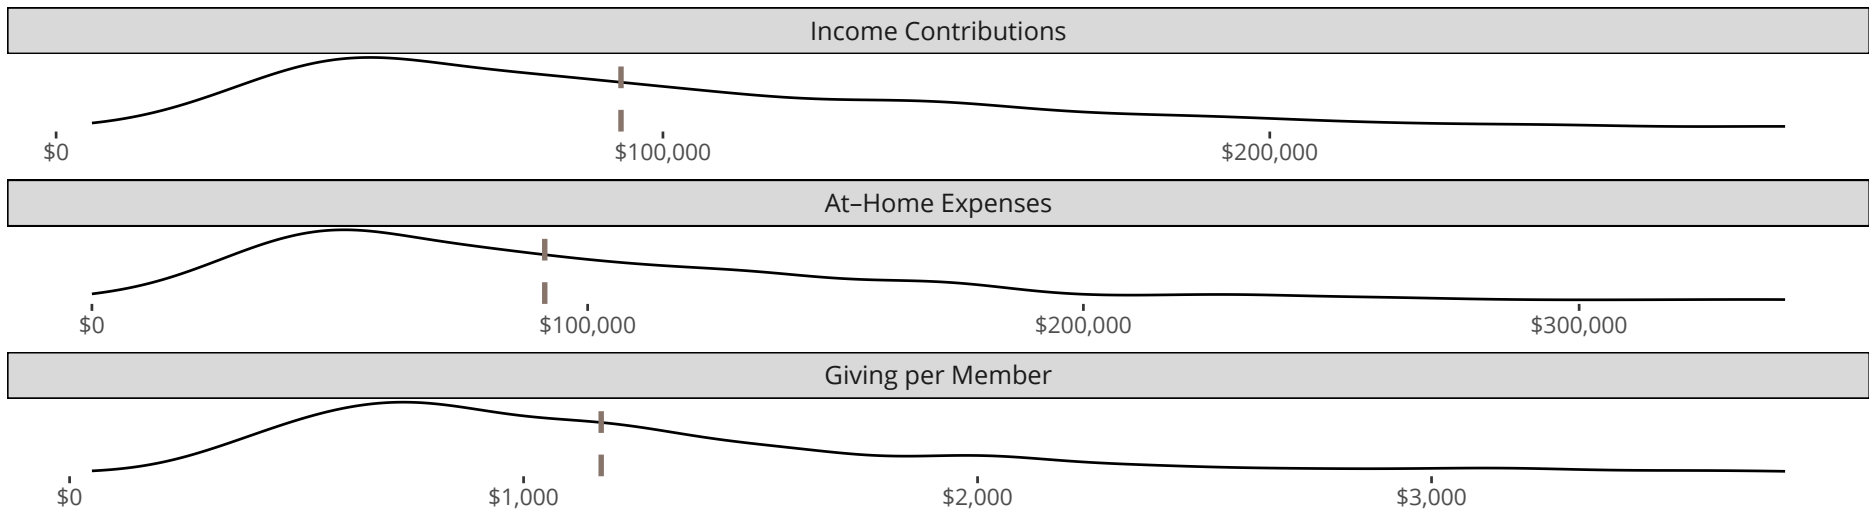 Income Contributions
$0 $100,000 $200,000
At–Home Expenses
$0 $100,000 $200,000 $300,000
Giving per Member
$0 $1,000 $2,000 $3,000